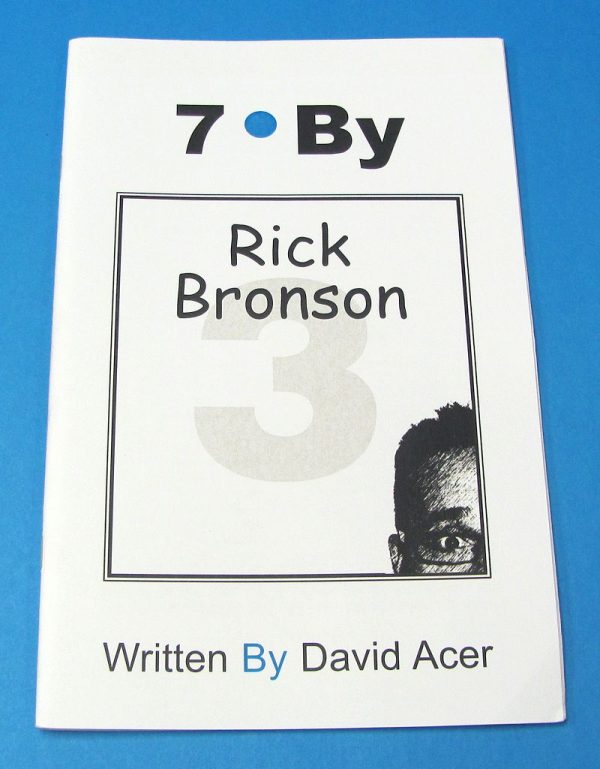 7 • By
Rick
Bronson
3
Written By David Acer